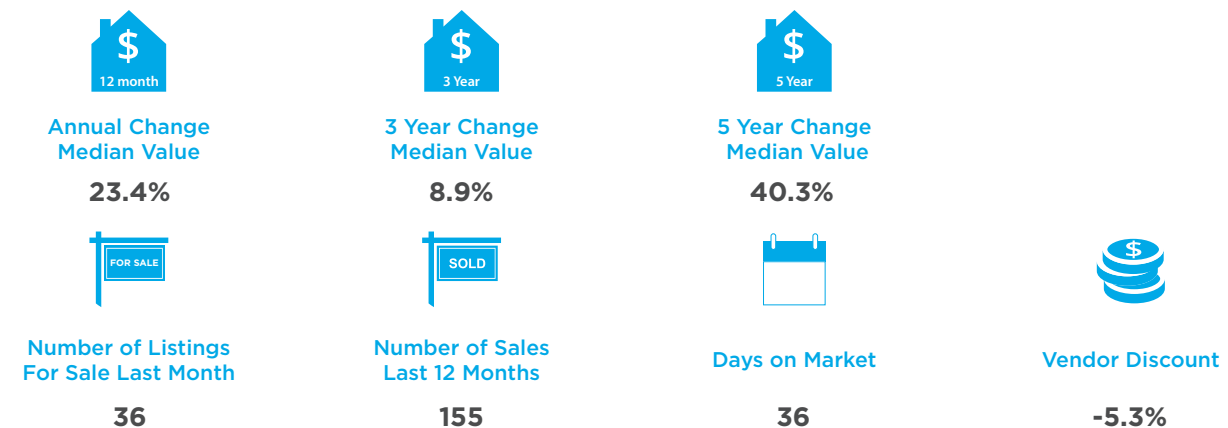 $
12 month
$
3 Year
$
5 Year
Annual Change
Median Value
23.4%
3 Year Change
Median Value
8.9%
5 Year Change
Median Value
40.3%
FOR SALE
SOLD
$
Number of Listings
For Sale Last Month
36
Number of Sales
Last 12 Months
155
Days on Market
36
Vendor Discount
-5.3%